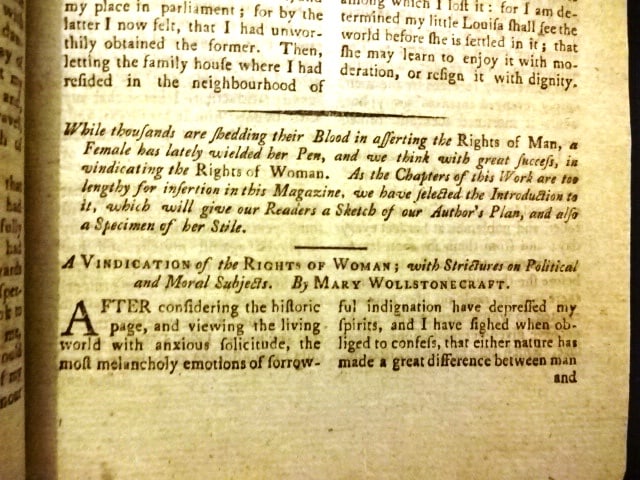 my place in parliament; for by the
latter I now felt, that I had unwor-
thily obtained the former. Then,
letting the family houſe where I had
reſided in the neighbourhood of
among which I loſt it: for I am de-
termined my little Louiſa ſhall ſee the
world before ſhe is ſettled in it; that
ſhe may learn to enjoy it with mo-
deration, or reſign it with dignity.
While thouſands are ſhedding their Blood in aſſerting the Rights of Man, a
Female has lately wielded her Pen, and we think with great ſucceſs, in
vindicating the Rights of Woman. As the Chapters of this Work are too
lengthy for inſertion in this Magazine, we have ſelected the Introduction to
it, which will give our Readers a Sketch of our Author's Plan, and alſo
a Specimen of her Stile.
A VINDICATION of the RIGHTS OF WOMAN; with Strictures on Political
and Moral Subjects. By MARY WOLLSTONECRAFT.
AFTER conſidering the hiſtoric
page, and viewing the living
world with anxious ſolicitude, the
moſt melancholy emotions of ſorrow-
ful indignation have depreſſed my
ſpirits, and I have ſighed when ob-
liged to confeſs, that either nature has
made a great difference between man
and